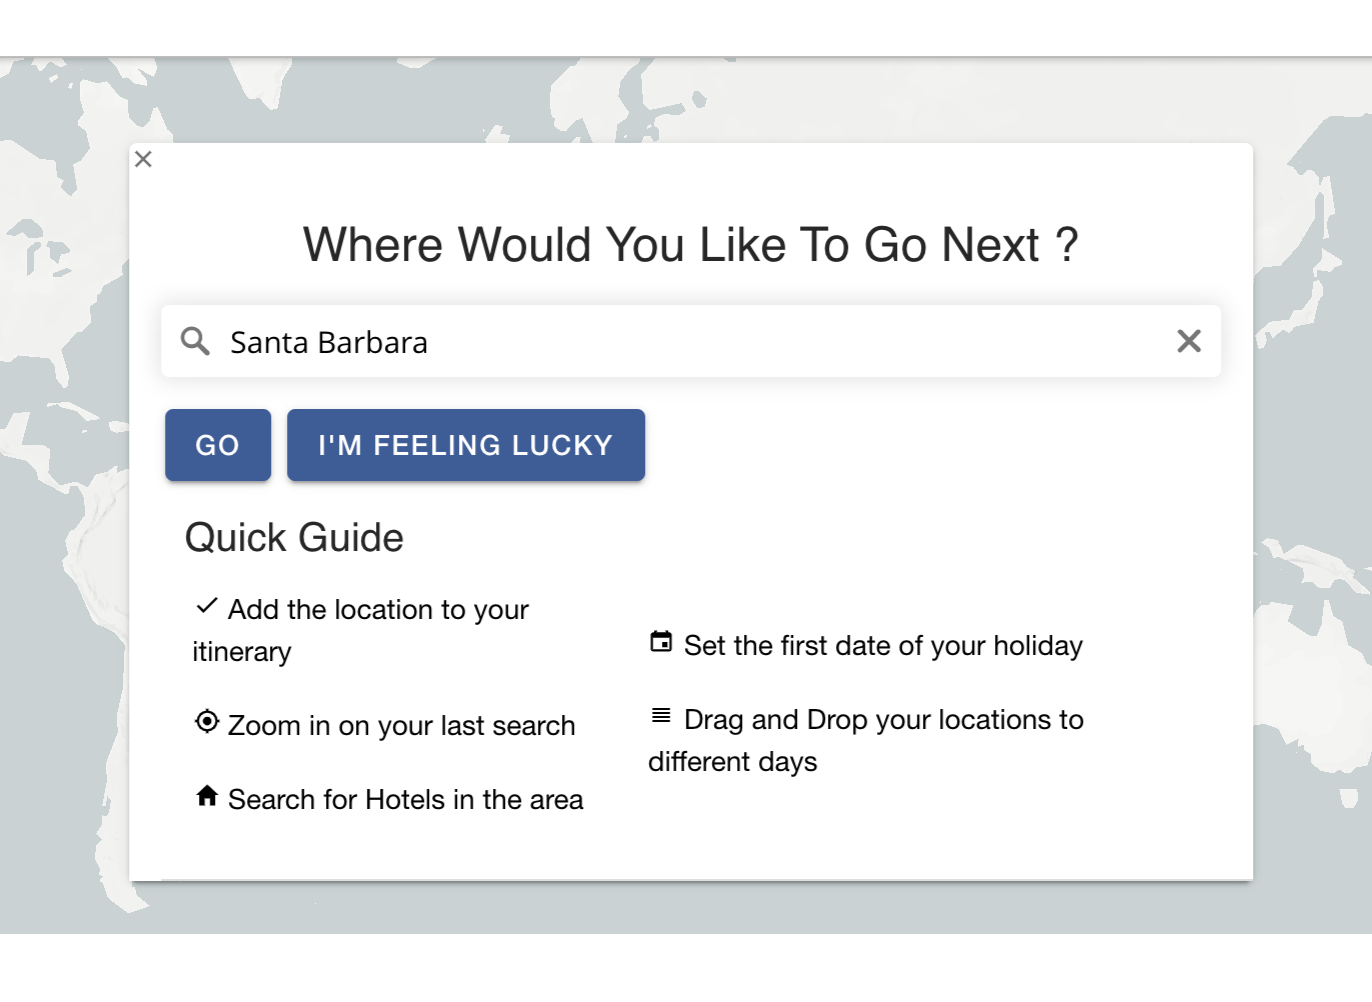 Where Would You Like To Go Next ?
Santa Barbara
GO
I'M FEELING LUCKY
Quick Guide
Add the location to your
itinerary
Zoom in on your last search
Search for Hotels in the area
Set the first date of your holiday
Drag and Drop your locations to
different days